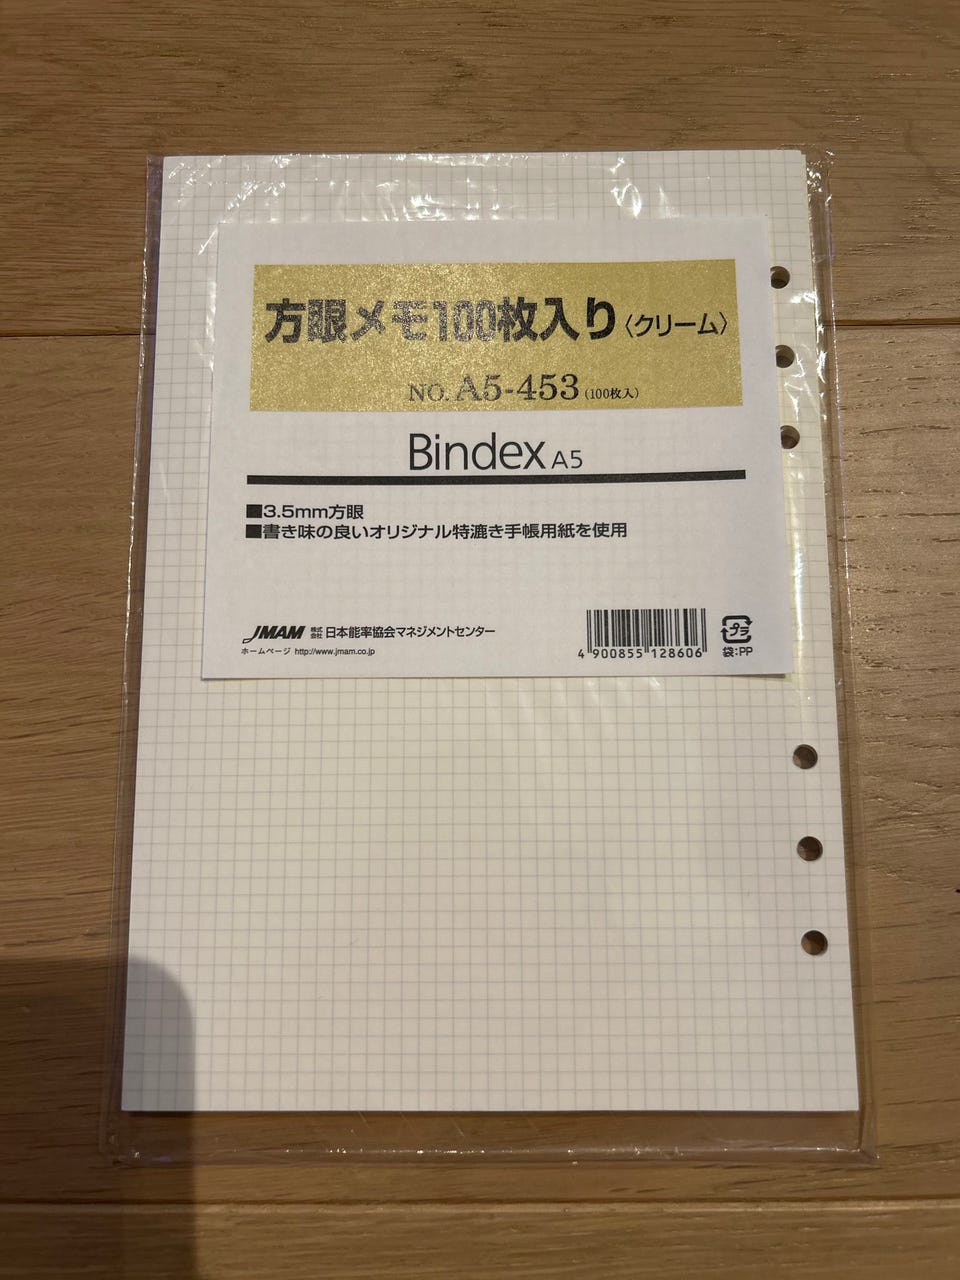 方眼メモ100枚入り〈クリーム〉
NO. A5-453(100枚入)
Bindex A5
■3.5mm方眼
■書き味の良いオリジナル特漉き手帳用紙を使用
JMAM 株式会社 日本能率協会マネジメントセンター
ホームページ http://www.jmam.co.jp
4 900855 128606
プラ
袋:PP